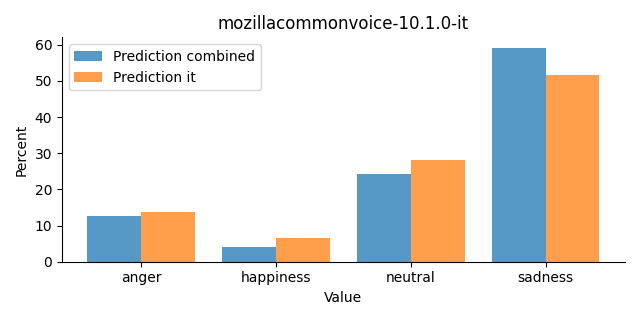 mozillacommonvoice-10.1.0-it
Prediction combined
Prediction it
Percent
60
50
40
30
20
10
0
anger happiness neutral sadness
Value